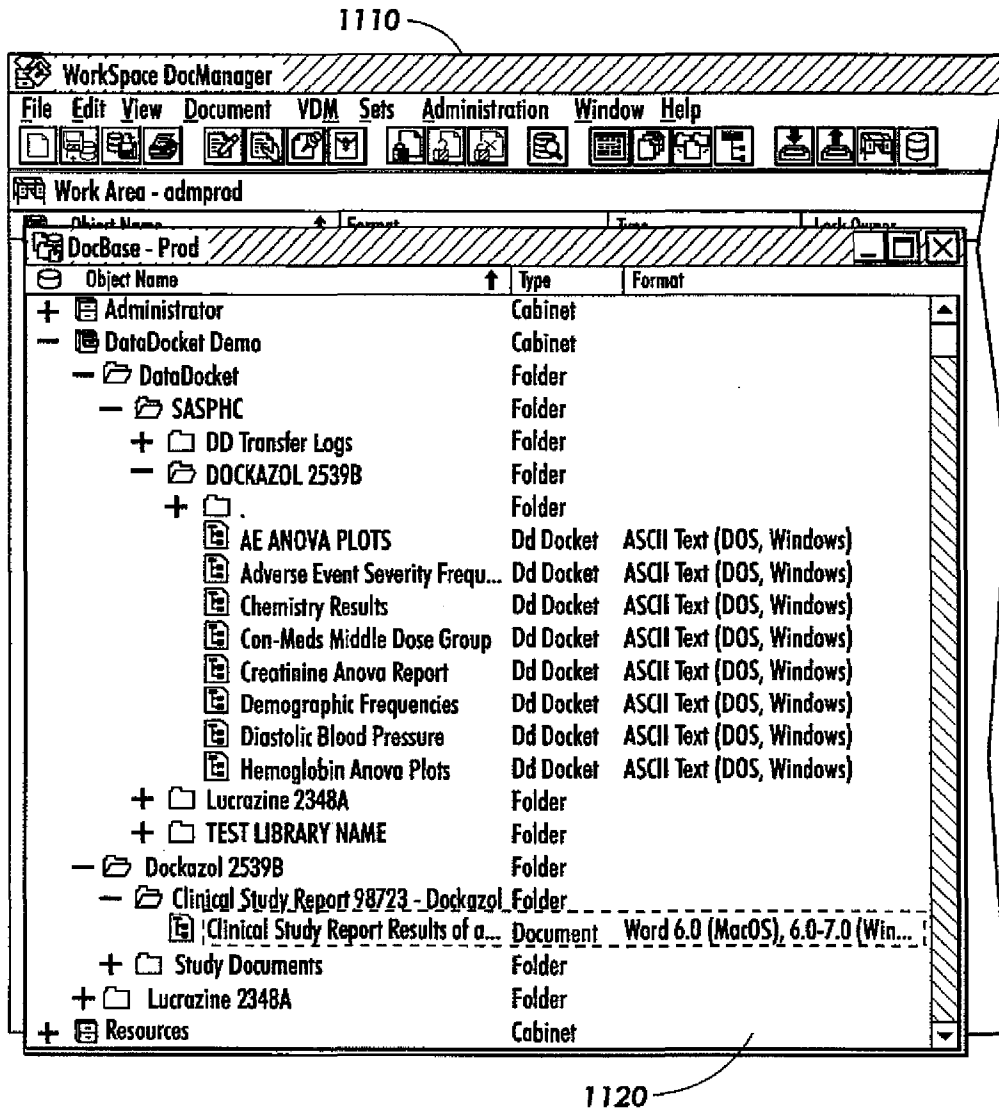 1110
WorkSpace DocManager
File Edit View Document VDM Sets Administration Window Help
Work Area - admprod
Object Name Format Type Lock Owner
DocBase - Prod
Object Name Type Format
+ Administrator Cabinet
— DataDocket Demo Cabinet
— DataDocket Folder
— SASPHC Folder
+ DD Transfer Logs Folder
— DOCKAZOL 2539B Folder
+ . Folder
AE ANOVA PLOTS Dd Docket ASCII Text (DOS, Windows)
Adverse Event Severity Frequ... Dd Docket ASCII Text (DOS, Windows)
Chemistry Results Dd Docket ASCII Text (DOS, Windows)
Con-Meds Middle Dose Group Dd Docket ASCII Text (DOS, Windows)
Creatinine Anova Report Dd Docket ASCII Text (DOS, Windows)
Demographic Frequencies Dd Docket ASCII Text (DOS, Windows)
Diastolic Blood Pressure Dd Docket ASCII Text (DOS, Windows)
Hemoglobin Anova Plots Dd Docket ASCII Text (DOS, Windows)
+ Lucrazine 2348A Folder
+ TEST LIBRARY NAME Folder
— Dockazol 2539B Folder
— Clinical Study Report 98723 - Dockazol Folder
Clinical Study Report Results of a... Document Word 6.0 (MacOS), 6.0-7.0 (Win...
+ Study Documents Folder
+ Lucrazine 2348A Folder
+ Resources Cabinet
1120